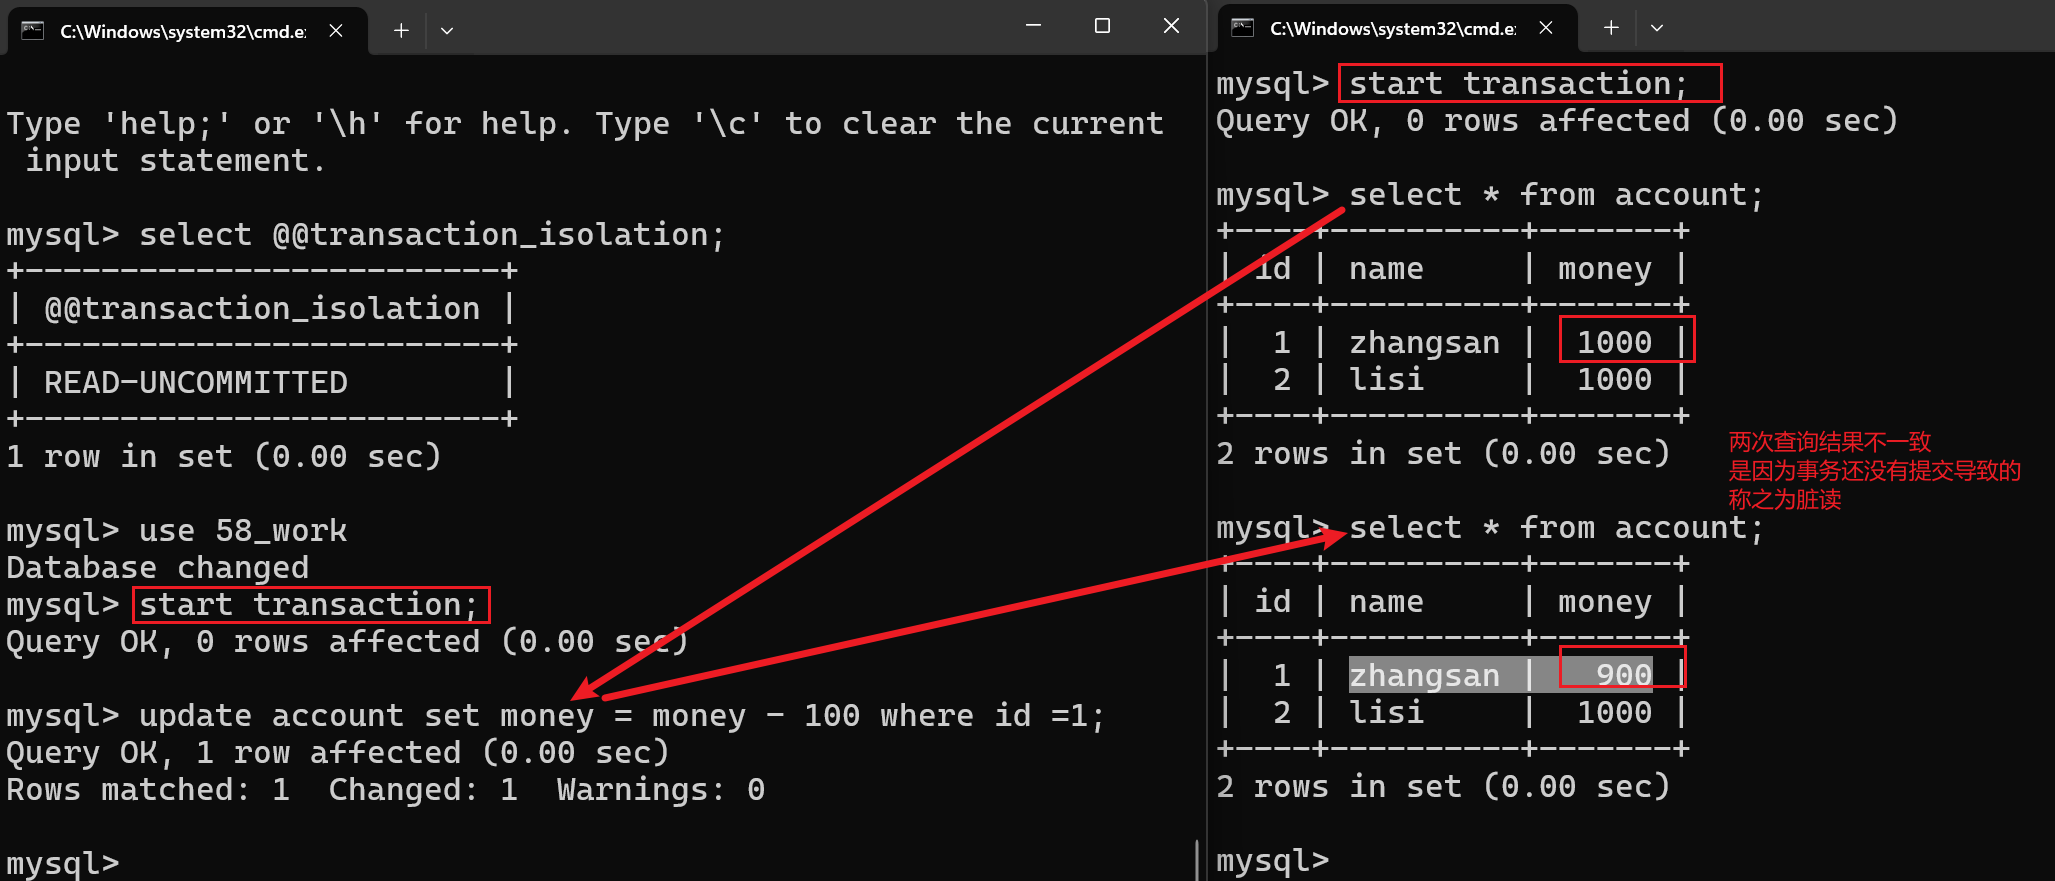 C:\Windows\system32\cmd.e
Type 'help;' or '\h' for help. Type '\c' to clear the current
 input statement.
mysql> select @@transaction_isolation;
+-------------------------+
| @@transaction_isolation |
+-------------------------+
| READ-UNCOMMITTED        |
+-------------------------+
1 row in set (0.00 sec)
mysql> use 58_work
Database changed
mysql> start transaction;
Query OK, 0 rows affected (0.00 sec)
mysql> update account set money = money - 100 where id =1;
Query OK, 1 row affected (0.00 sec)
Rows matched: 1  Changed: 1  Warnings: 0
mysql>
C:\Windows\system32\cmd.e
mysql> start transaction;
Query OK, 0 rows affected (0.00 sec)
mysql> select * from account;
+----+----------+-------+
| id | name     | money |
+----+----------+-------+
|  1 | zhangsan |  1000 |
|  2 | lisi     |  1000 |
+----+----------+-------+
2 rows in set (0.00 sec)
两次查询结果不一致
是因为事务还没有提交导致的
称之为脏读
mysql> select * from account;
+----+----------+-------+
| id | name     | money |
+----+----------+-------+
|  1 | zhangsan |   900 |
|  2 | lisi     |  1000 |
+----+----------+-------+
2 rows in set (0.00 sec)
mysql>